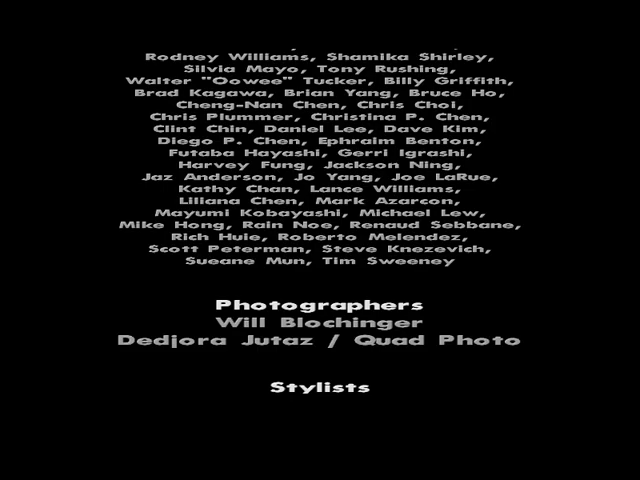 Rodney Williams, Shamika Shirley,
Silvia Mayo, Tony Rushing,
Walter "Oowee" Tucker, Billy Griffith,
Brad Kagawa, Brian Yang, Bruce Ho,
Cheng-Nan Chen, Chris Choi,
Chris Plummer, Christina P. Chen,
Clint Chin, Daniel Lee, Dave Kim,
Diego P. Chen, Ephraim Benton,
Futaba Hayashi, Gerri Igrashi,
Harvey Fung, Jackson Ning,
Jaz Anderson, Jo Yang, Joe LaRue,
Kathy Chan, Lance Williams,
Liliana Chen, Mark Azarcon,
Mayumi Kobayashi, Michael Lew,
Mike Hong, Rain Noe, Renaud Sebbane,
Rich Huie, Roberto Melendez,
Scott Peterman, Steve Knezevich,
Sueane Mun, Tim Sweeney
Photographers
Will Blochinger
Dedjora Jutaz / Quad Photo
Stylists